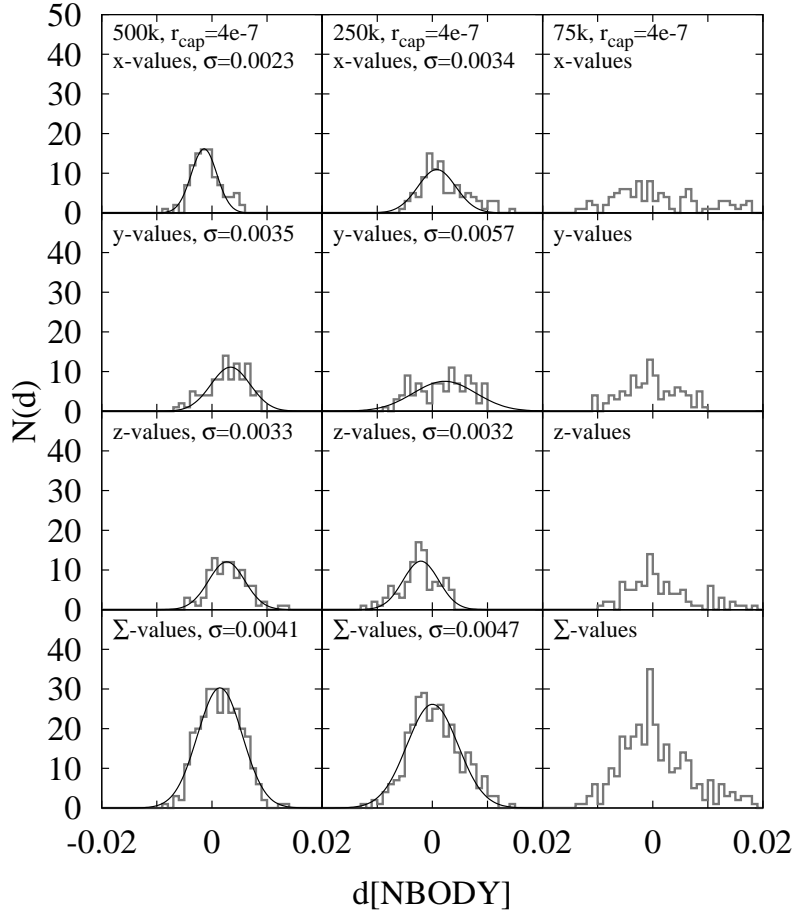 N(d)
50
40
30
20
10
0
500k, r_cap=4e-7
x-values, σ=0.0023
250k, r_cap=4e-7
x-values, σ=0.0034
75k, r_cap=4e-7
x-values
40
30
20
10
0
y-values, σ=0.0035
y-values, σ=0.0057
y-values
40
30
20
10
0
z-values, σ=0.0033
z-values, σ=0.0032
z-values
40
30
20
10
0
Σ-values, σ=0.0041
Σ-values, σ=0.0047
Σ-values
-0.02 0 0.02 0 0.02 0 0.02
d[NBODY]